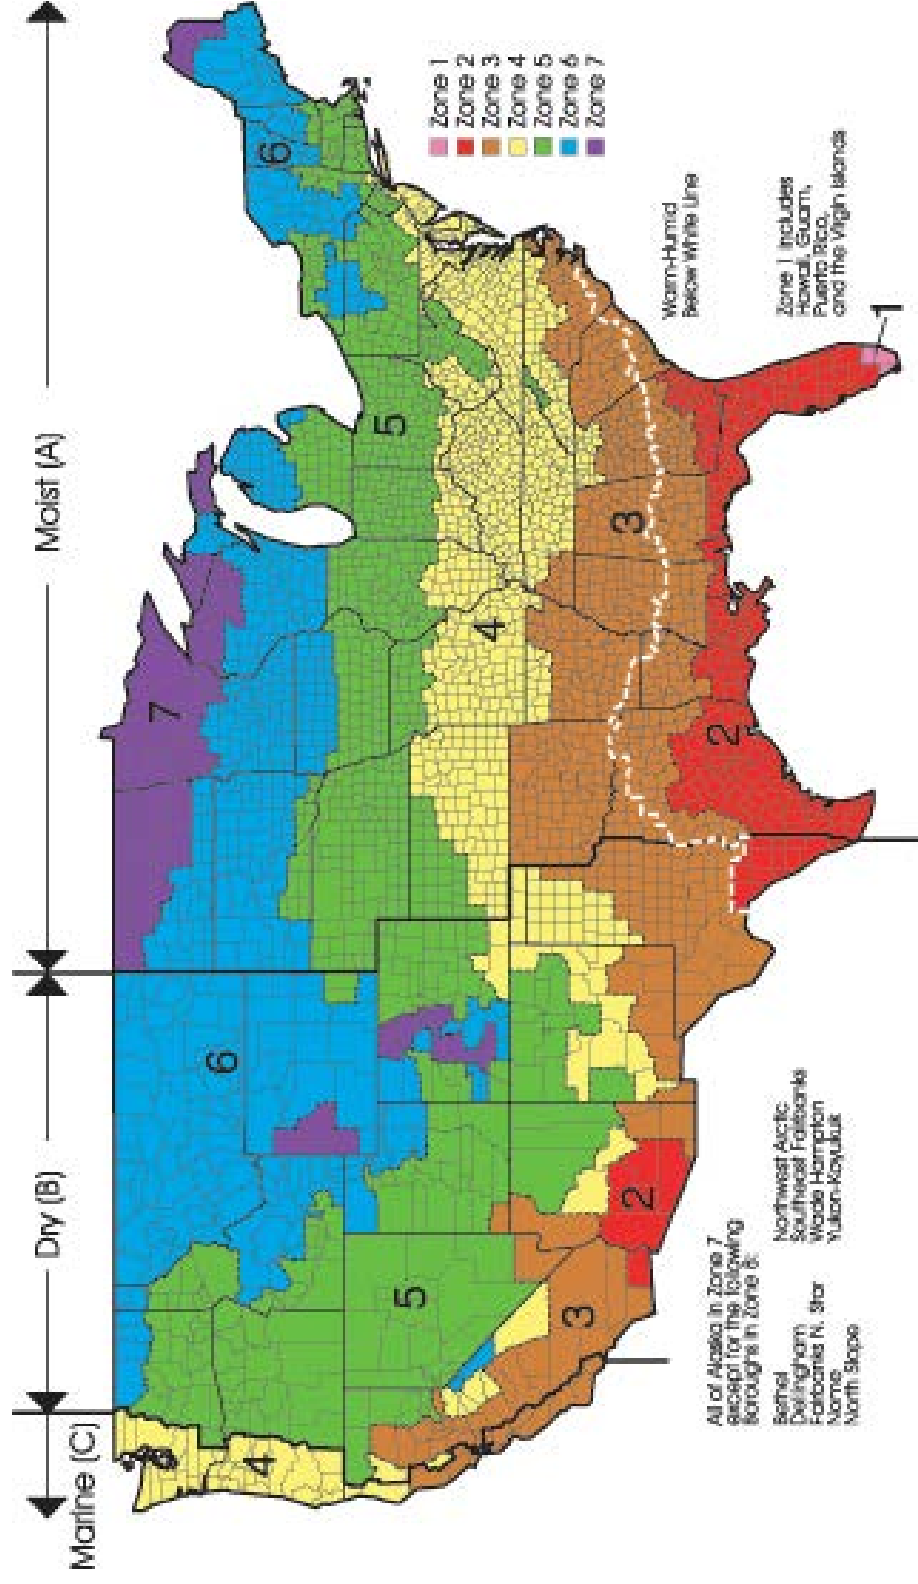 Marine (C)
Dry (B)
Moist (A)
7
6
6
6
5
5
4
4
3
3
2
2
1
Zone 1
Zone 2
Zone 3
Zone 4
Zone 5
Zone 6
Zone 7
Warm-Humid
Below White Line
Zone 1 includes
Hawaii, Guam,
Puerto Rico,
and the Virgin Islands
All of Alaska in Zone 7
except for the following
Boroughs in Zone 8:
Bethel
Dellingham
Fairbanks N. Star
Nome
North Slope
Northwest Arctic
Southeast Fairbanks
Wade Hampton
Yukon-Koyukuk